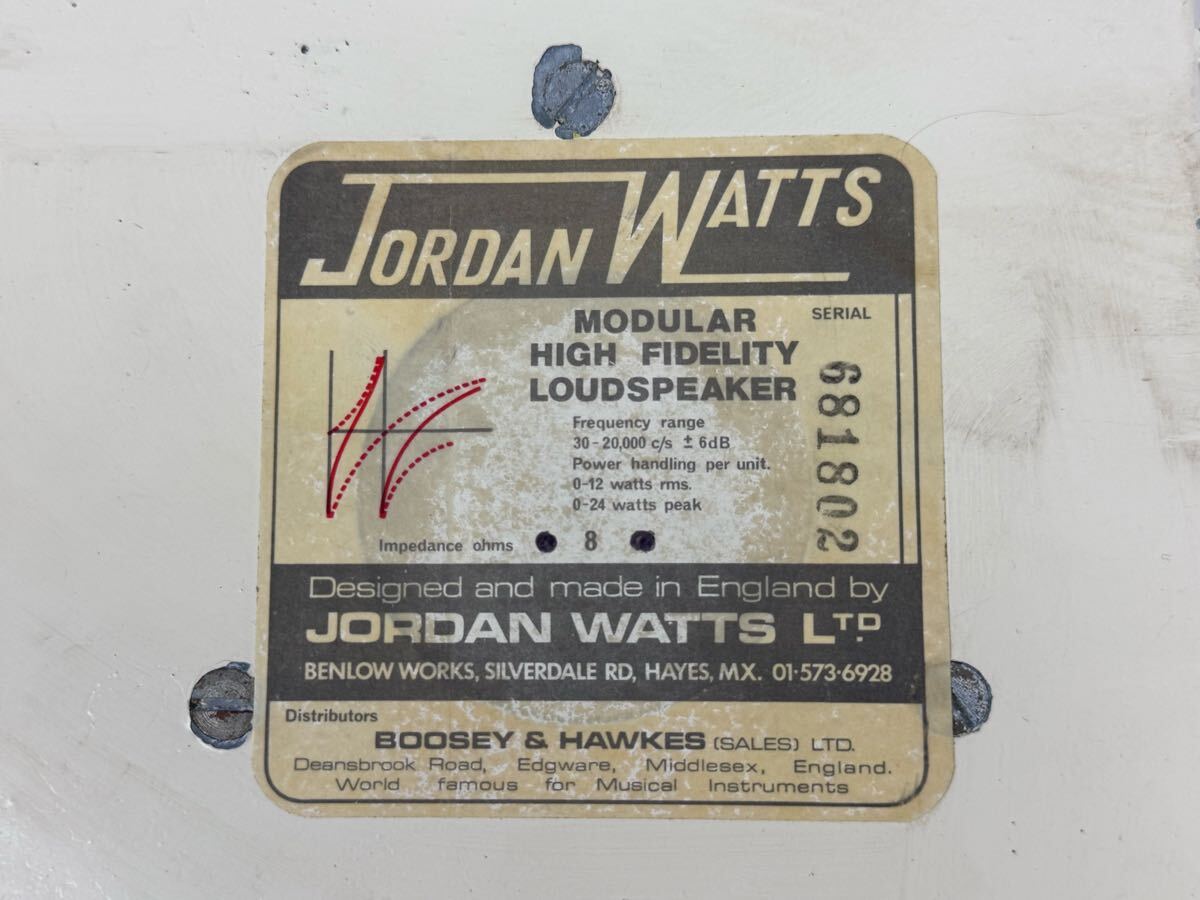 JORDAN WATTS
MODULAR
HIGH FIDELITY
LOUDSPEAKER
SERIAL
681802
Frequency range
30-20,000 c/s ± 6dB
Power handling per unit.
0-12 watts rms.
0-24 watts peak
Impedance ohms 8
Designed and made in England by
JORDAN WATTS LTD.
BENLOW WORKS, SILVERDALE RD, HAYES, MX. 01·573·6928
Distributors
BOOSEY & HAWKES (SALES) LTD.
Deansbrook Road, Edgware, Middlesex, England.
World famous for Musical Instruments